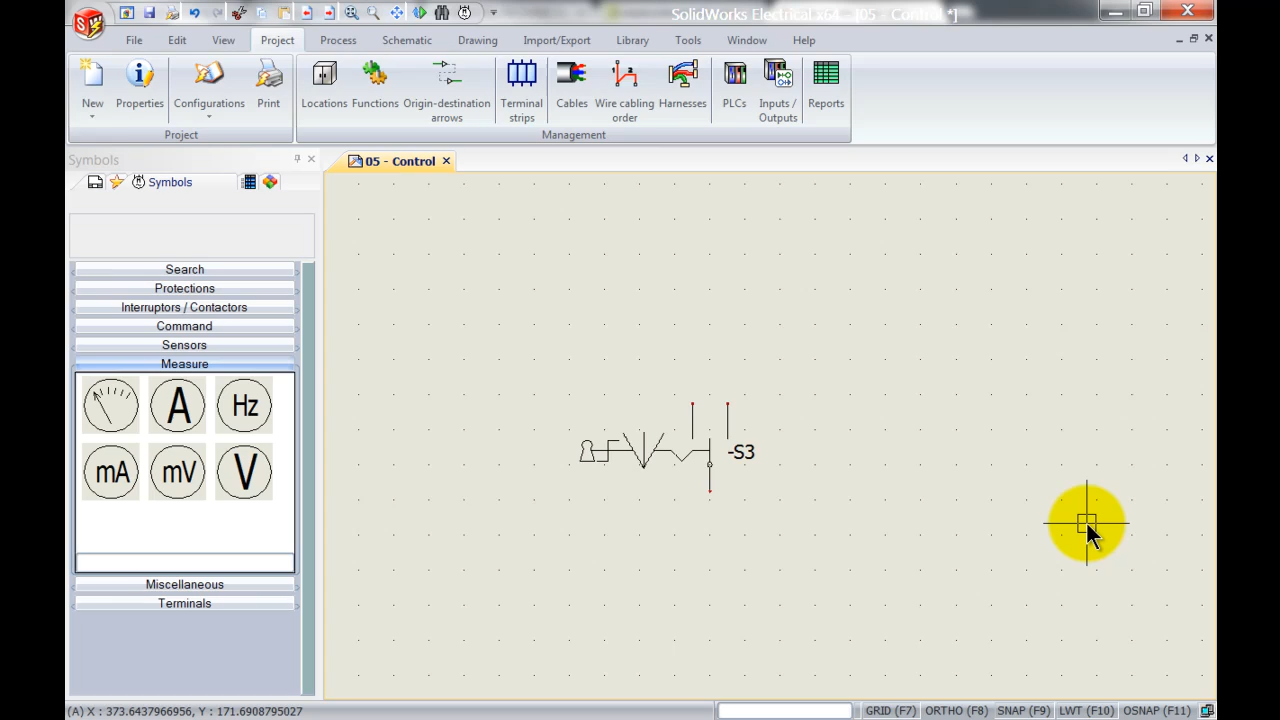 SolidWorks Electrical x64 - [05 - Control *]
File Edit View Project Process Schematic Drawing Import/Export Library Tools Window Help
New Properties Configurations Print Locations Functions Origin-destination arrows Terminal strips Cables Wire cabling order Harnesses PLCs Inputs / Outputs Reports
Project Management
Symbols
05 - Control
Symbols
Search
Protections
Interruptors / Contactors
Command
Sensors
Measure
A Hz
mA mV V
-S3
Miscellaneous
Terminals
(A) X : 373.6437966956, Y : 171.6908795027
GRID (F7) ORTHO (F8) SNAP (F9) LWT (F10) OSNAP (F11)